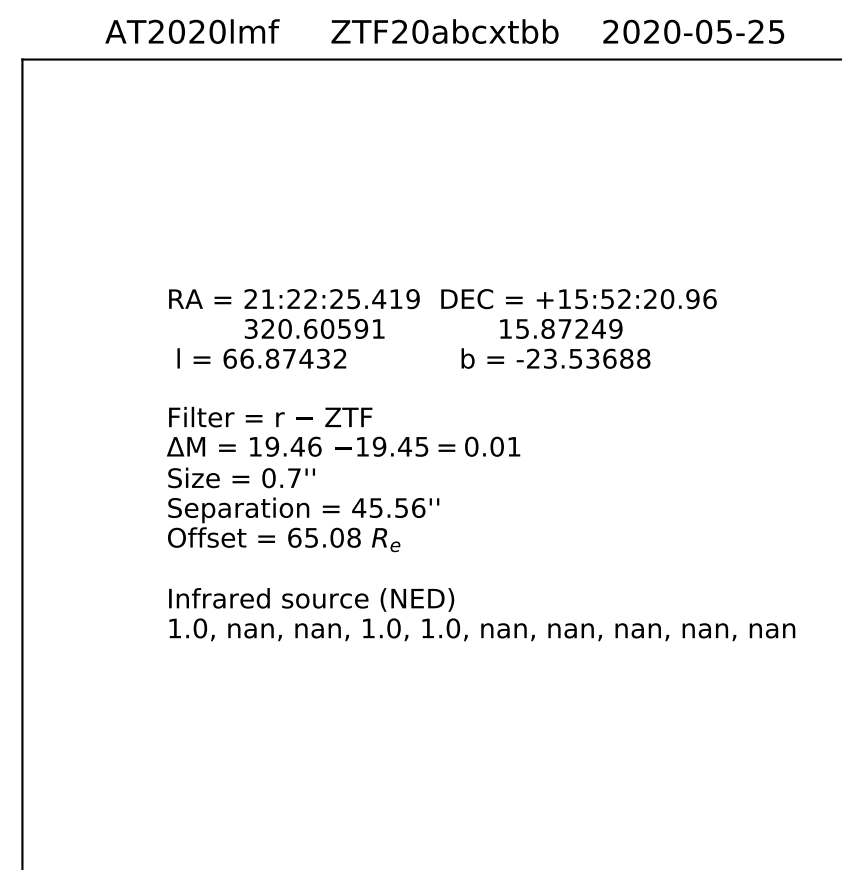 AT2020lmf ZTF20abcxtbb 2020-05-25
RA = 21:22:25.419 DEC = +15:52:20.96
320.60591 15.87249
l = 66.87432 b = -23.53688
Filter = r − ZTF
ΔM = 19.46 −19.45 = 0.01
Size = 0.7''
Separation = 45.56''
Offset = 65.08 Rₑ
Infrared source (NED)
1.0, nan, nan, 1.0, 1.0, nan, nan, nan, nan, nan